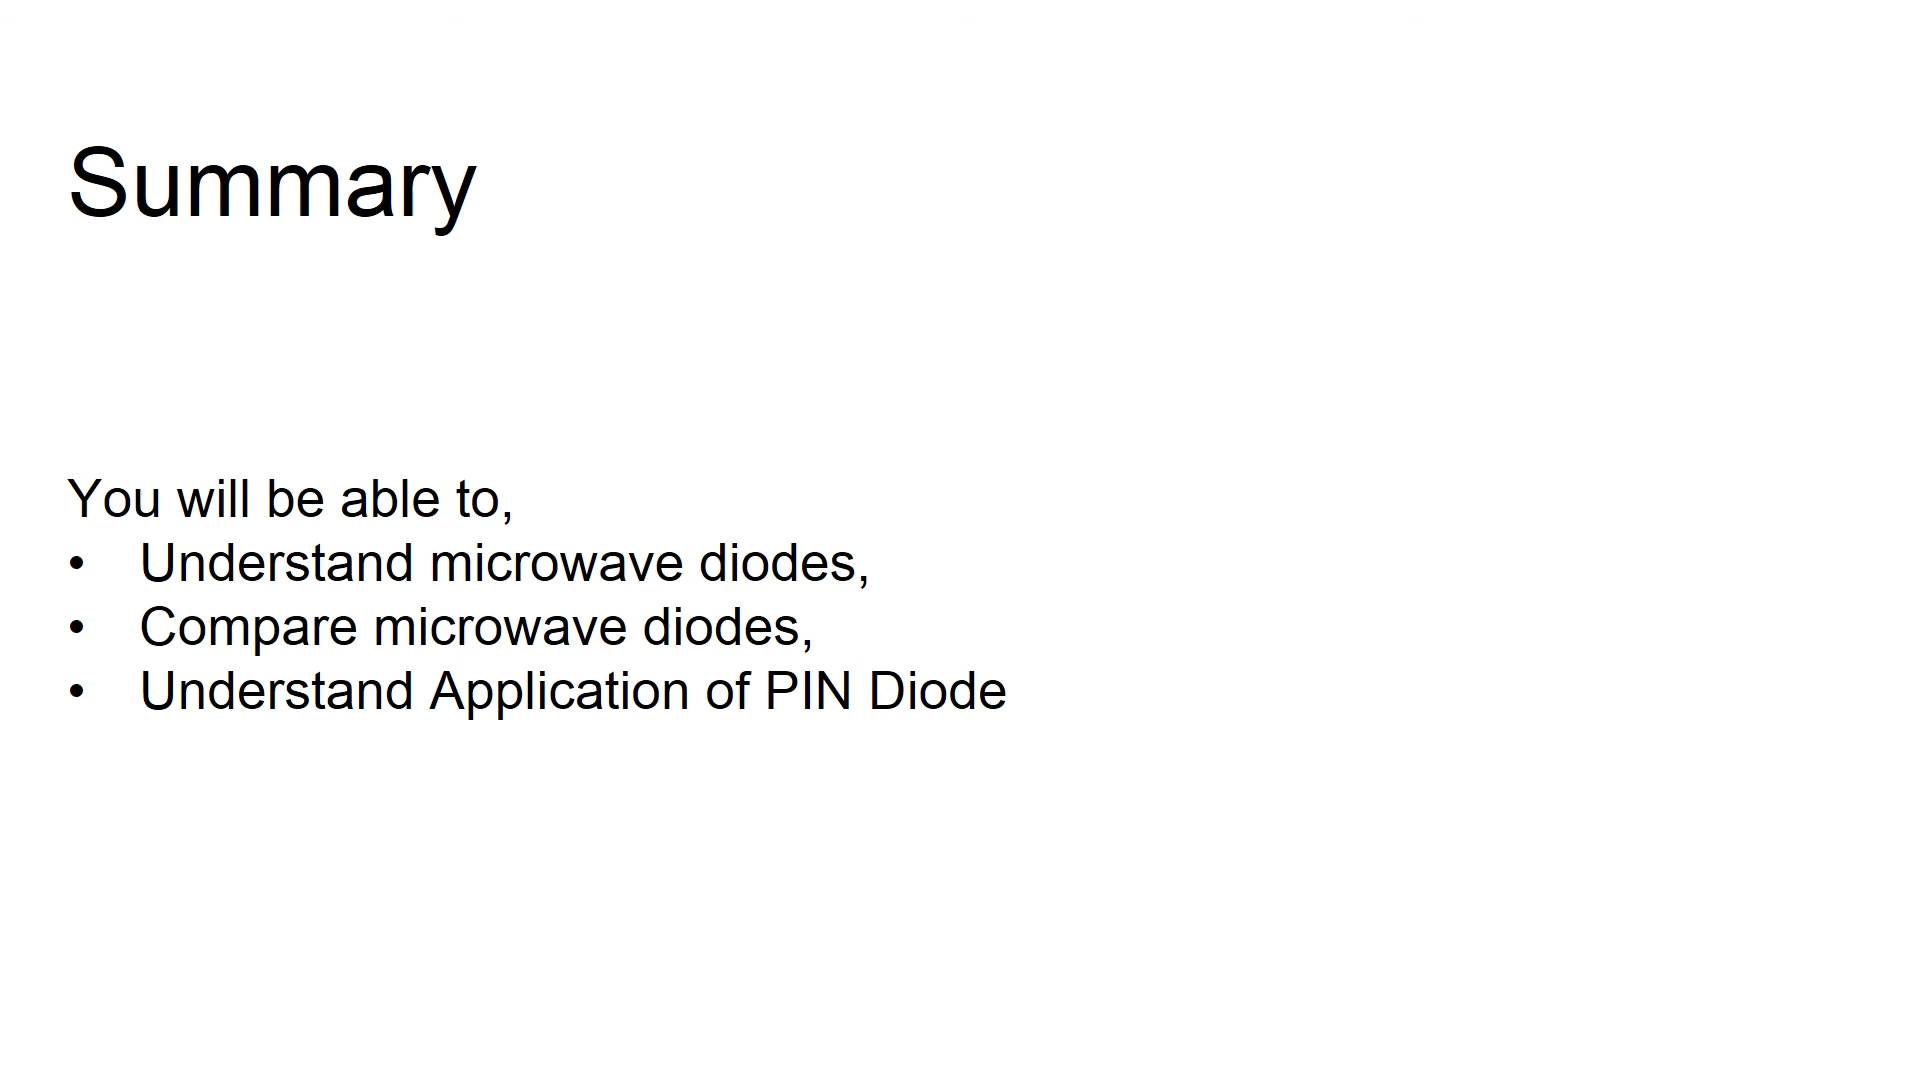 Summary
You will be able to,
• Understand microwave diodes,
• Compare microwave diodes,
• Understand Application of PIN Diode